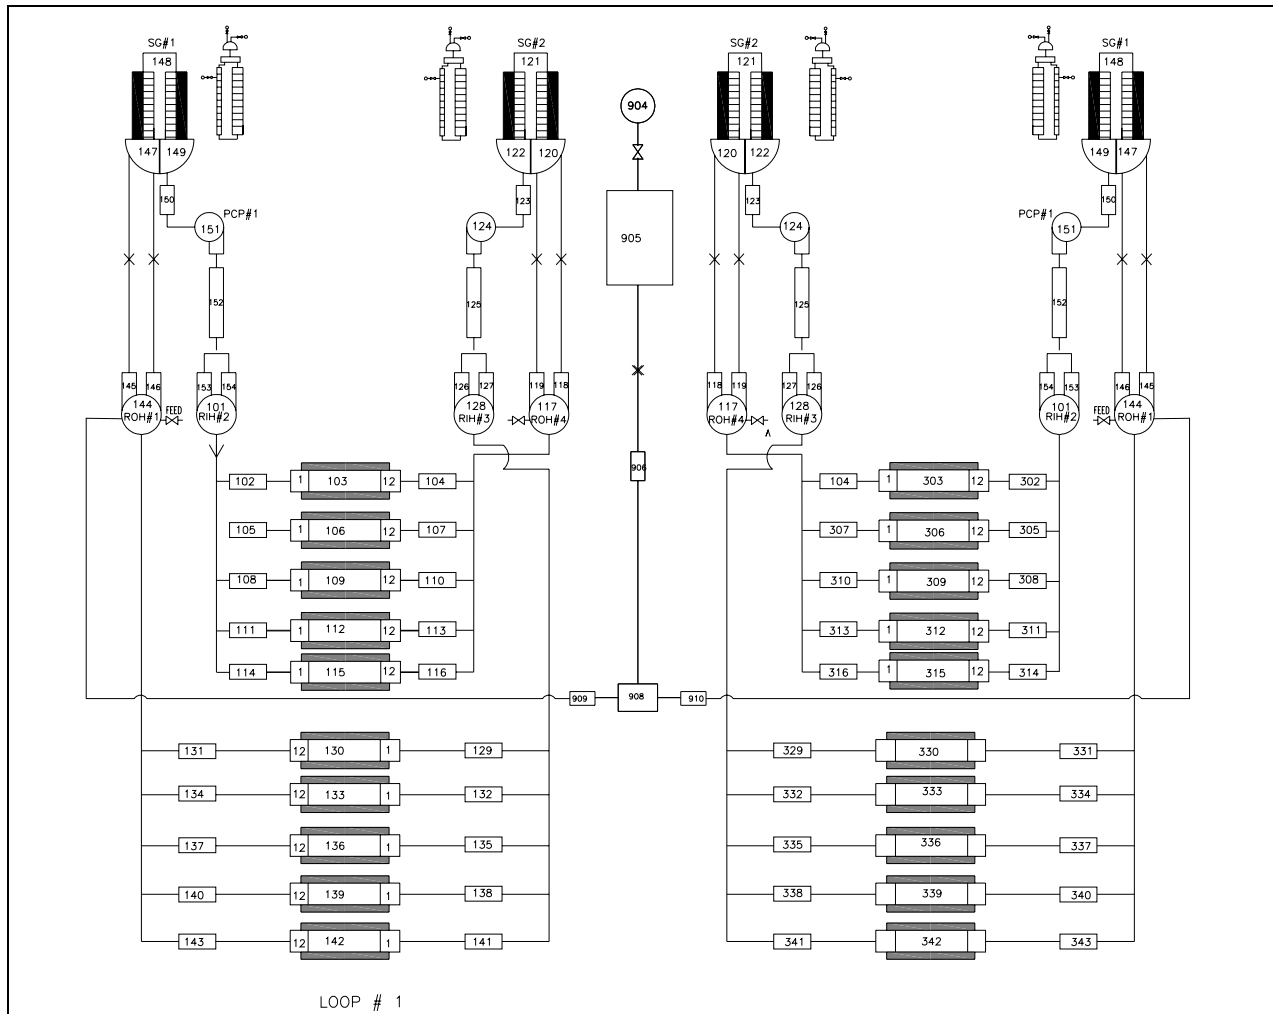 SG#1 SG#2 SG#2 SG#1
148 121 121 148
904
147 149 122 120 120 122 149 147
150 123 123 150
PCP#1 PCP#1
151 124 124 151
905
152 125 125 152
145 146 153 154 126 127 119 118 118 119 127 126 154 153 146 145
144 FEED 101 128 117 117 128 101 FEED 144
ROH#1 RIH#2 RIH#3 ROH#4 ROH#4 RIH#3 RIH#2 ROH#1
906
102 1 103 12 104 104 1 303 12 302
105 1 106 12 107 307 1 306 12 305
108 1 109 12 110 310 1 309 12 308
111 1 112 12 113 313 1 312 12 311
114 1 115 12 116 316 1 315 12 314
909 908 910
131 12 130 1 129 329 330 331
134 12 133 1 132 332 333 334
137 12 136 1 135 335 336 337
140 12 139 1 138 338 339 340
143 12 142 1 141 341 342 343
LOOP # 1